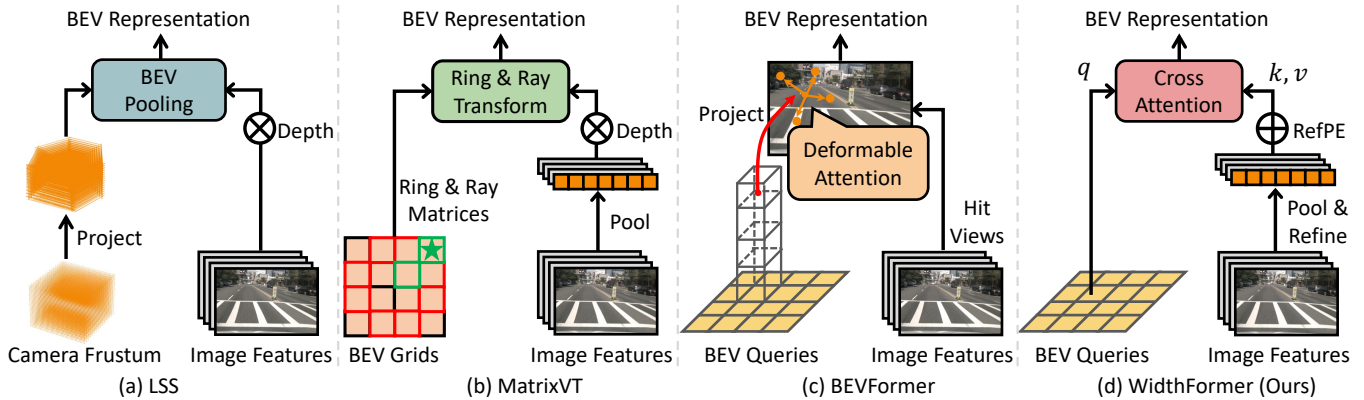 BEV Representation
BEV
Pooling
Depth
Project
Camera Frustum
Image Features
(a) LSS
BEV Representation
Ring & Ray
Transform
Depth
Ring & Ray
Matrices
Pool
BEV Grids
Image Features
(b) MatrixVT
BEV Representation
Project
Deformable
Attention
Hit
Views
BEV Queries
Image Features
(c) BEVFormer
BEV Representation
q
Cross
Attention
k, v
RefPE
Pool &
Refine
BEV Queries
Image Features
(d) WidthFormer (Ours)